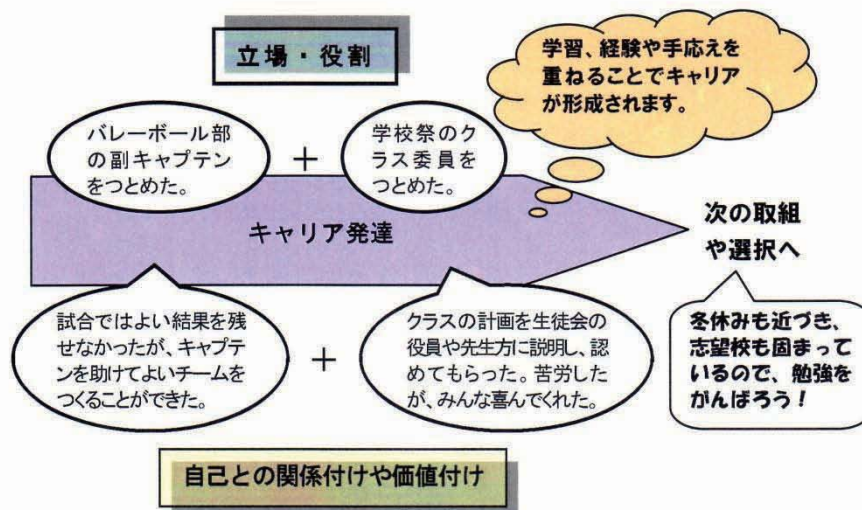 立場・役割
学習、経験や手応えを
重ねることでキャリア
が形成されます。
バレーボール部
の副キャプテン
をつとめた。
+
学校祭のク
ラス委員を
つとめた。
キャリア発達
次の取組
や選択へ
試合ではよい結果を残
せなかったが、キャプテ
ンを助けてよいチームを
つくることができた。
+
クラスの計画を生徒会の
役員や先生方に説明し、認
めてもらった。苦労した
が、みんな喜んでくれた。
冬休みも近づき、
志望校も固まって
いるので、勉強を
がんばろう！
自己との関係付けや価値付け